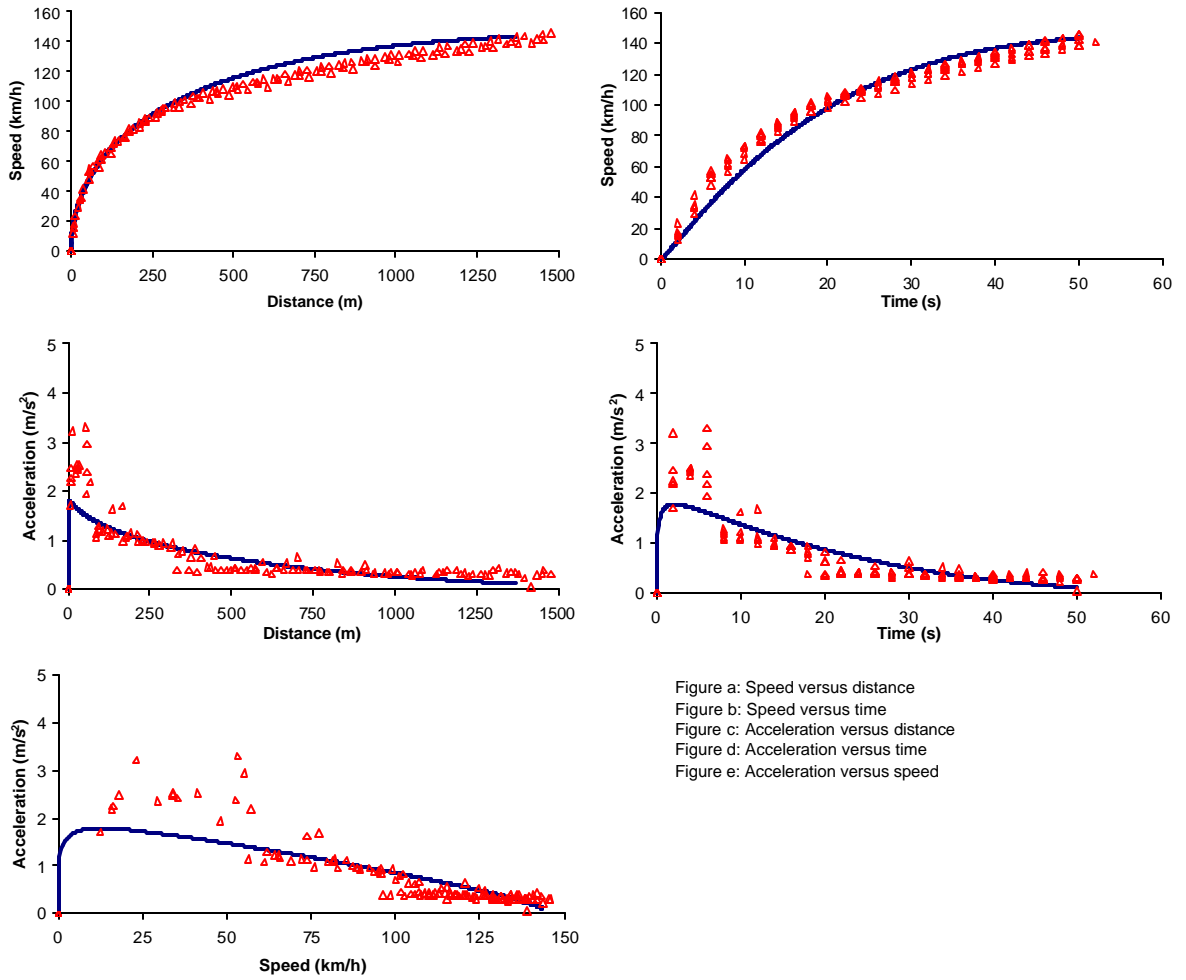 160
140
120
100
80
60
40
20
0
Speed (km/h)
0 250 500 750 1000 1250 1500
Distance (m)
160
140
120
100
80
60
40
20
0
Speed (km/h)
0 10 20 30 40 50 60
Time (s)
5
4
3
2
1
0
Acceleration (m/s²)
0 250 500 750 1000 1250 1500
Distance (m)
5
4
3
2
1
0
Acceleration (m/s²)
0 10 20 30 40 50 60
Time (s)
5
4
3
2
1
0
Acceleration (m/s²)
0 25 50 75 100 125 150
Speed (km/h)
Figure a: Speed versus distance
Figure b: Speed versus time
Figure c: Acceleration versus distance
Figure d: Acceleration versus time
Figure e: Acceleration versus speed